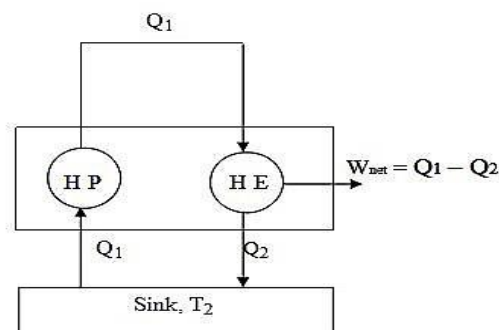 Q₁
H P
H E
Wnet = Q1 – Q2
Q₁
Q₂
Sink, T₂